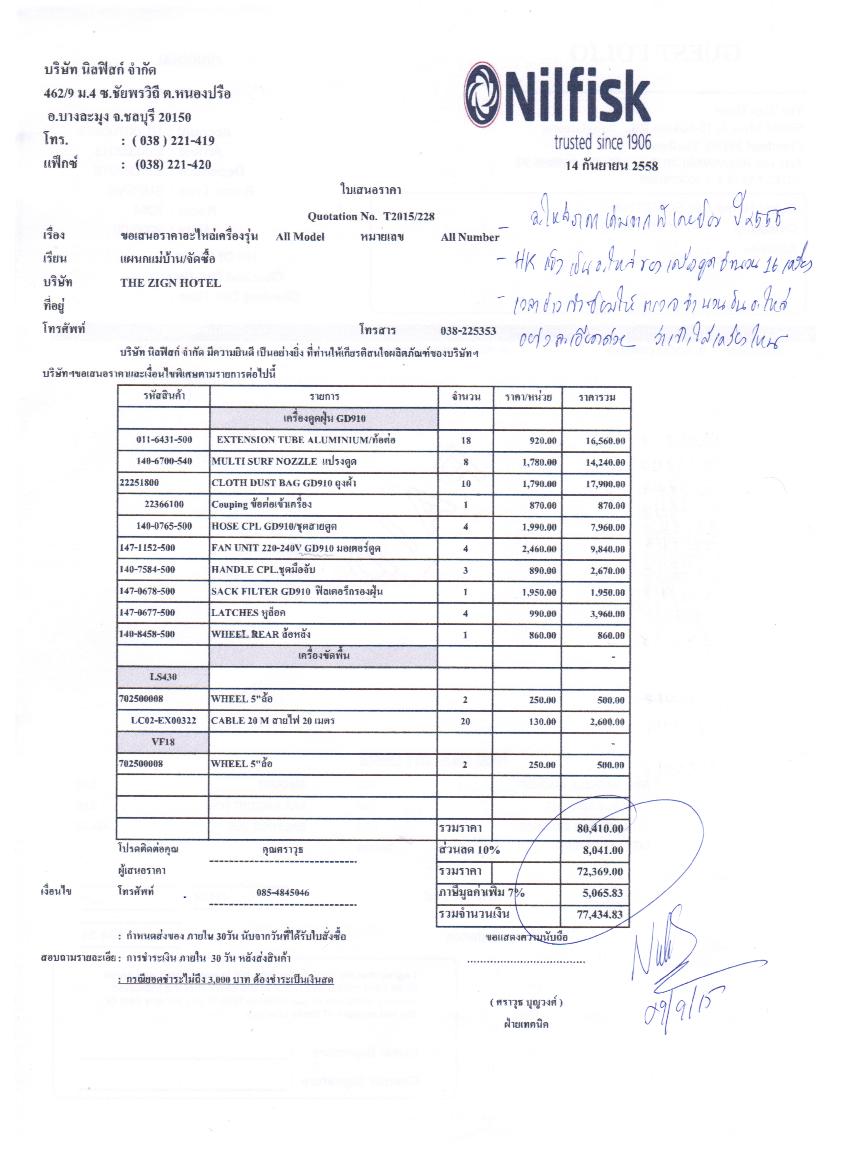 บริษัท นิลฟิสก์ จำกัด
462/9 ม.4 ซ.ชัยพรวิถี ต.หนองปรือ
อ.บางละมุง จ.ชลบุรี 20150
โทร. : ( 038 ) 221-419
แฟ็กซ์ : (038) 221-420
Nilfisk
trusted since 1906
14 กันยายน 2558
ใบเสนอราคา
Quotation No. T2015/228
เรื่อง ขอเสนอราคาอะไหล่เครื่องรุ่น All Model หมายเลข All Number
เรียน แผนกแม่บ้าน/จัดซื้อ
บริษัท THE ZIGN HOTEL
ที่อยู่
โทรศัพท์ โทรสาร 038-225353
- HK แจ้ง เป็นอะไหล่ของเครื่องดูดจำนวน 16 เครื่อง
บริษัท นิลฟิสก์ จำกัด มีความยินดี เป็นอย่างยิ่ง ที่ท่านให้เกียรติสนใจผลิตภัณฑ์ของบริษัทฯ
บริษัทฯขอเสนอราคาและเงื่อนไขพิเศษตามรายการต่อไปนี้
รหัสสินค้า รายการ จำนวน ราคา/หน่วย ราคารวม
เครื่องดูดฝุ่น GD910
011-6431-500 EXTENSION TUBE ALUMINIUM/ท่อต่อ 18 920.00 16,560.00
140-6700-540 MULTI SURF NOZZLE แปรงดูด 8 1,780.00 14,240.00
22251800 CLOTH DUST BAG GD910 ถุงผ้า 10 1,790.00 17,900.00
22366100 Couping ข้อต่อเข้าเครื่อง 1 870.00 870.00
140-0765-500 HOSE CPL GD910/ชุดสายดูด 4 1,990.00 7,960.00
147-1152-500 FAN UNIT 220-240V GD910 มอเตอร์ดูด 4 2,460.00 9,840.00
140-7584-500 HANDLE CPL.ชุดมือจับ 3 890.00 2,670.00
147-0678-500 SACK FILTER GD910 ฟิลเตอร์กรองฝุ่น 1 1,950.00 1,950.00
147-0677-500 LATCHES หูล็อค 4 990.00 3,960.00
140-8458-500 WHEEL REAR ล้อหลัง 1 860.00 860.00
เครื่องขัดพื้น -
LS430
702500008 WHEEL 5"ล้อ 2 250.00 500.00
LC02-EX00322 CABLE 20 M สายไฟ 20 เมตร 20 130.00 2,600.00
VF18 -
702500008 WHEEL 5"ล้อ 2 250.00 500.00
รวมราคา 80,410.00
โปรดติดต่อคุณ คุณศราวุธ ส่วนลด 10% 8,041.00
ผู้เสนอราคา รวมราคา 72,369.00
เงื่อนไข โทรศัพท์ . 085-4845046 ภาษีมูลค่าเพิ่ม 7% 5,065.83
รวมจำนวนเงิน 77,434.83
: กำหนดส่งของ ภายใน 30วัน นับจากวันที่ได้รับใบสั่งซื้อ ขอแสดงความนับถือ
สอบถามรายละเอียด : การชำระเงิน ภายใน 30 วัน หลังส่งสินค้า
: กรณียอดชำระไม่ถึง 3,000 บาท ต้องชำระเป็นเงินสด
( ศราวุธ บุญวงค์ )
ฝ่ายเทคนิค
29/9/15